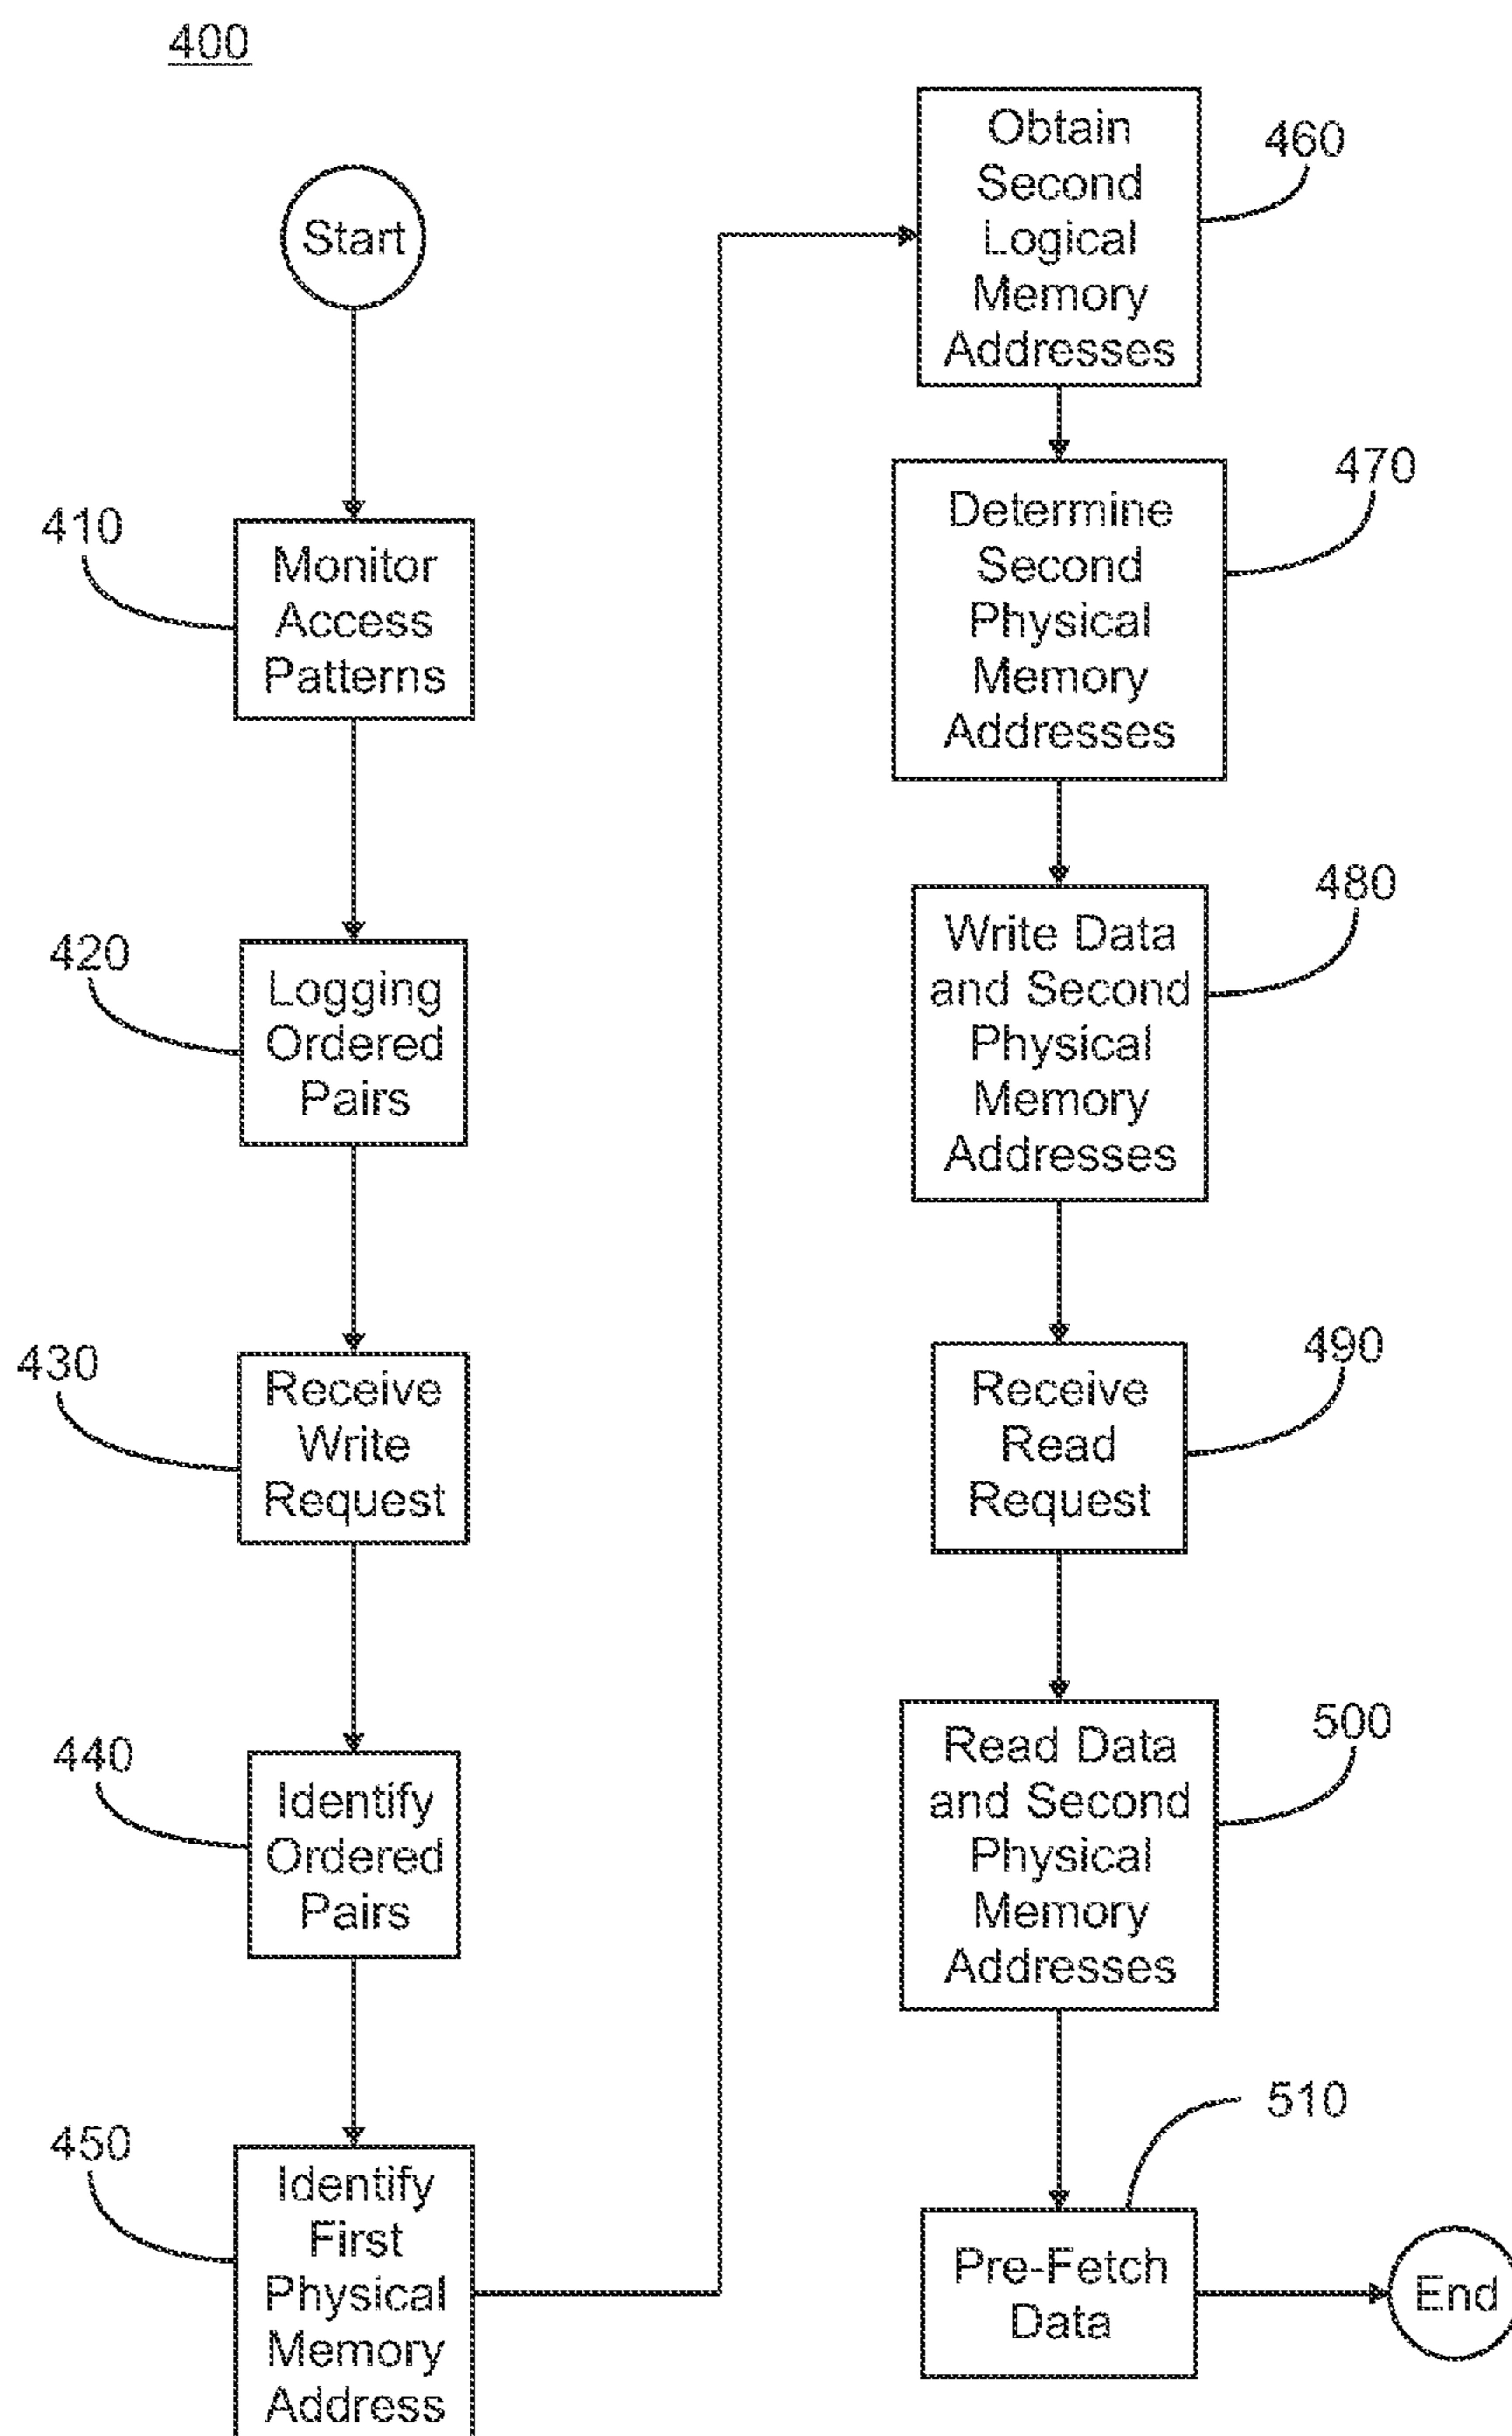 400
Start
410
Monitor
Access
Patterns
420
Logging
Ordered
Pairs
430
Receive
Write
Request
440
Identify
Ordered
Pairs
450
Identify
First
Physical
Memory
Address
460
Obtain
Second
Logical
Memory
Addresses
470
Determine
Second
Physical
Memory
Addresses
480
Write Data
and Second
Physical
Memory
Addresses
490
Receive
Read
Request
500
Read Data
and Second
Physical
Memory
Addresses
510
Pre-Fetch
Data
End